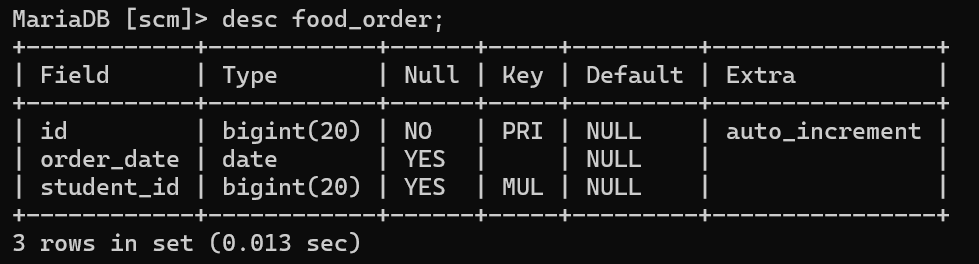 MariaDB [scm]> desc food_order;
+------------+------------+------+-----+---------+----------------+
| Field      | Type       | Null | Key | Default | Extra          |
+------------+------------+------+-----+---------+----------------+
| id         | bigint(20) | NO   | PRI | NULL    | auto_increment |
| order_date | date       | YES  |     | NULL    |                |
| student_id | bigint(20) | YES  | MUL | NULL    |                |
+------------+------------+------+-----+---------+----------------+
3 rows in set (0.013 sec)